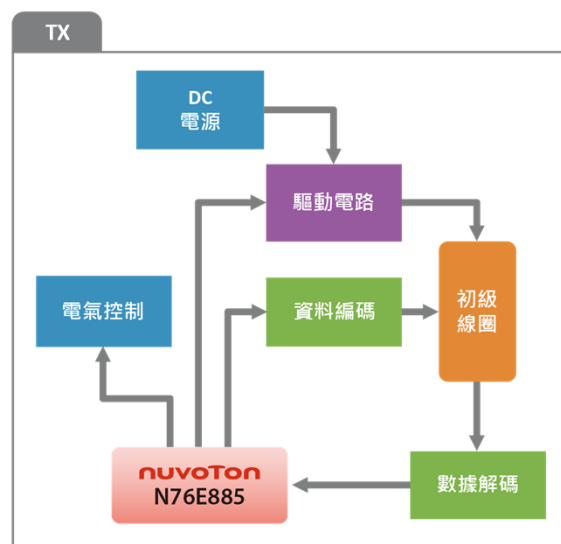 TX
DC
電源
驅動電路
電氣控制
資料編碼
初級
線圈
nuvoTon
N76E885
數據解碼